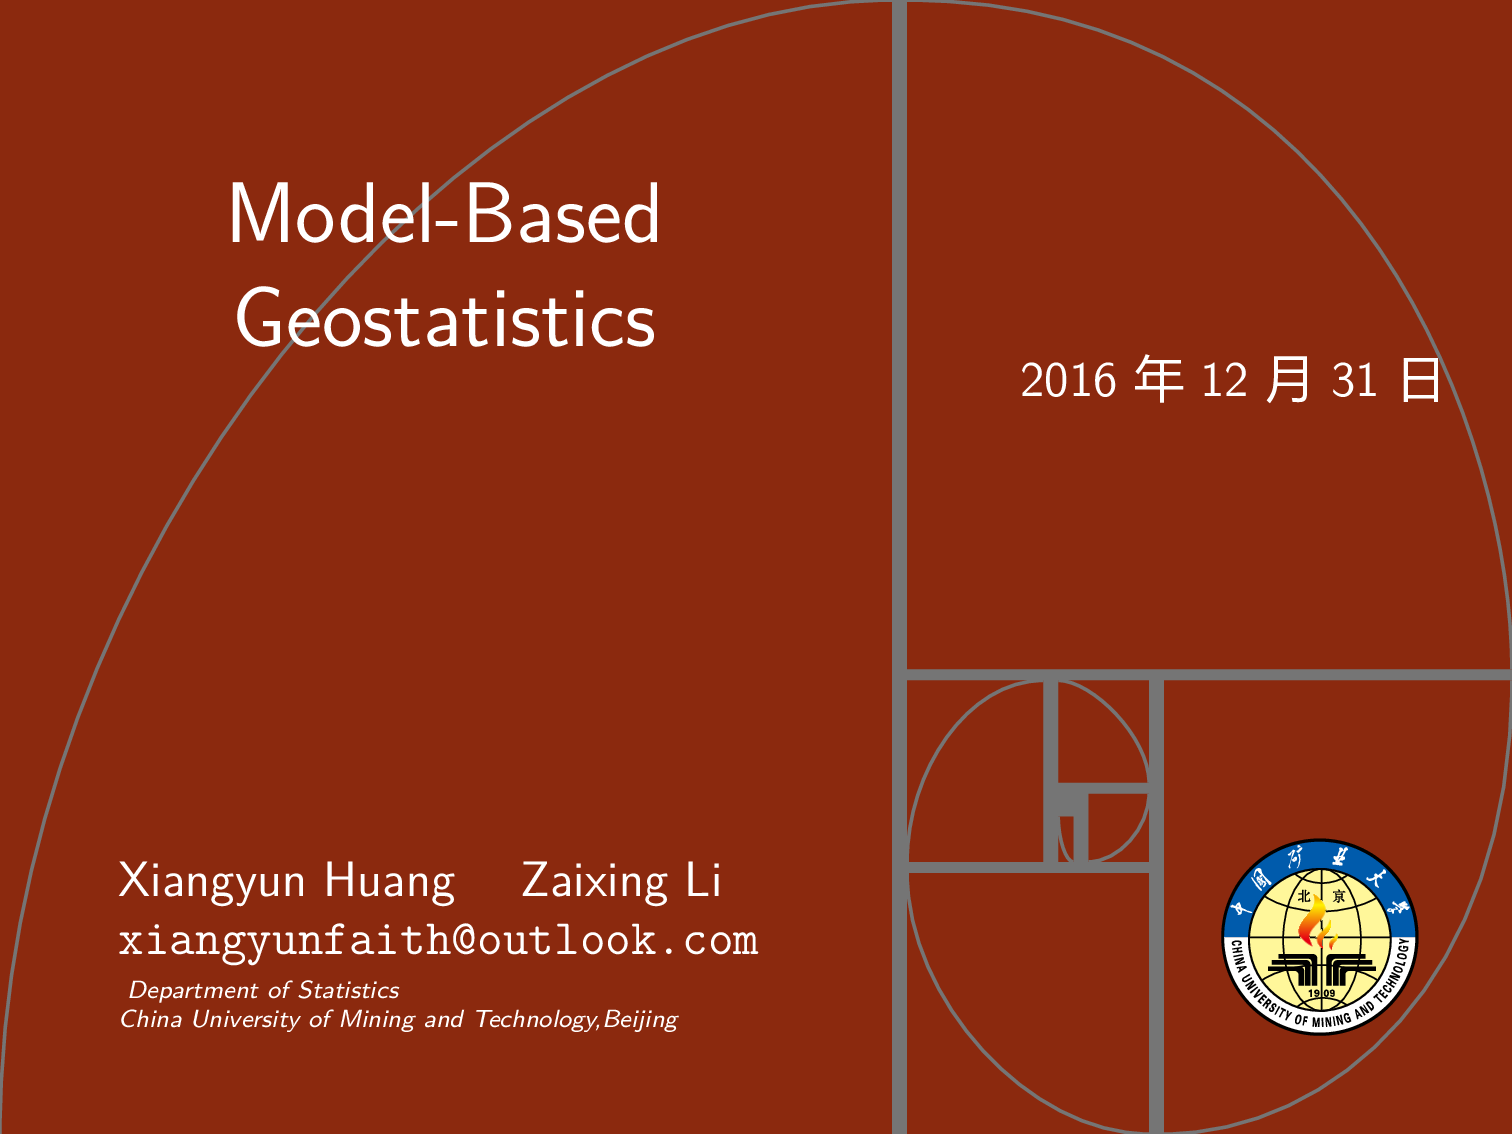 Model-Based
Geostatistics
2016 年 12 月 31 日
Xiangyun Huang Zaixing Li
xiangyunfaith@outlook.com
Department of Statistics
China University of Mining and Technology,Beijing
中国矿业大学
北京
1909
CHINA UNIVERSITY OF MINING AND TECHNOLOGY